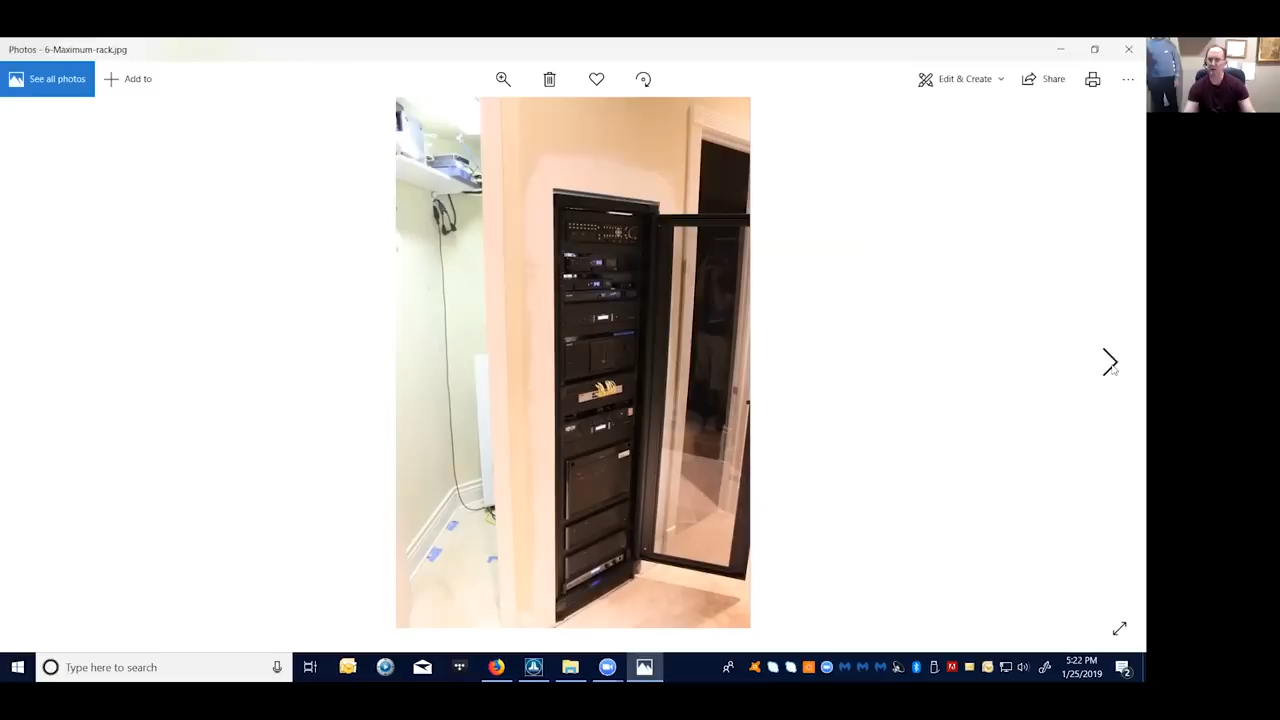 Photos - 6-Maximum-rack.jpg
See all photos
Add to
Edit & Create
Share
Type here to search
5:22 PM
1/25/2019
2